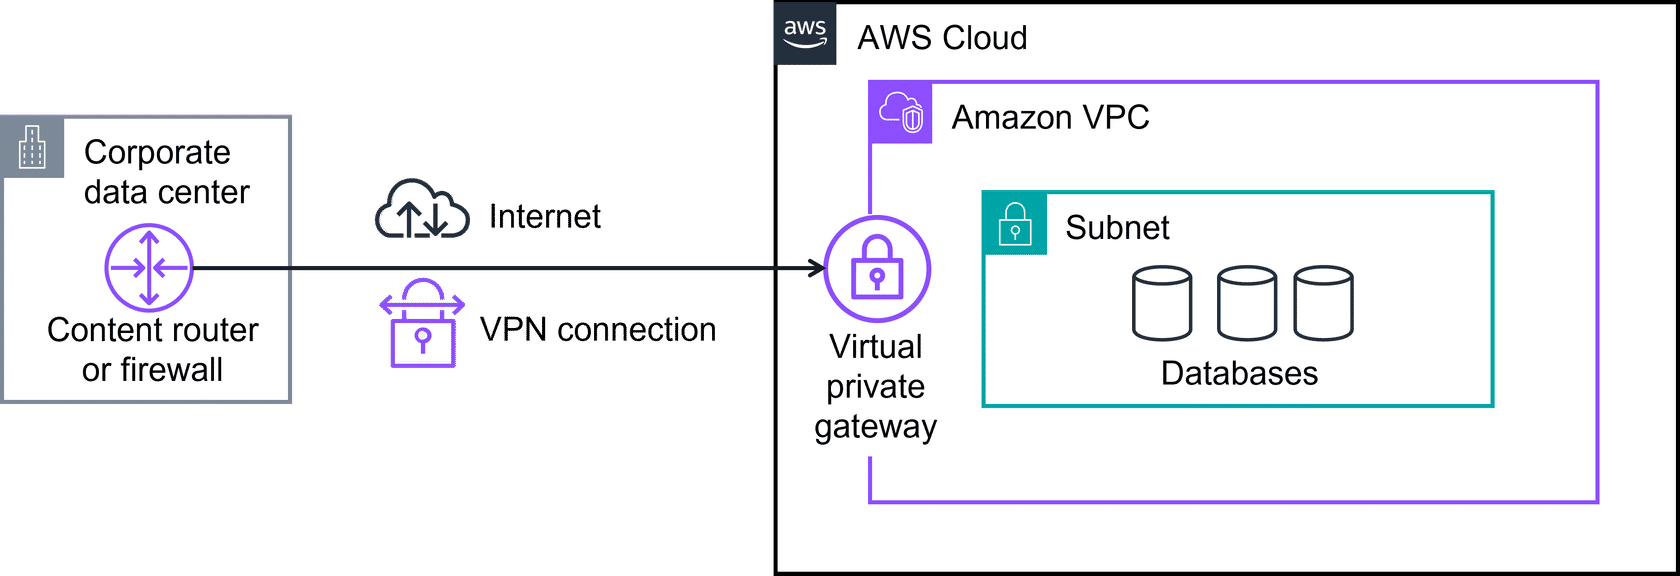 aws
AWS Cloud
Amazon VPC
Corporate
data center
Internet
Subnet
Content router
or firewall
VPN connection
Virtual
private
gateway
Databases